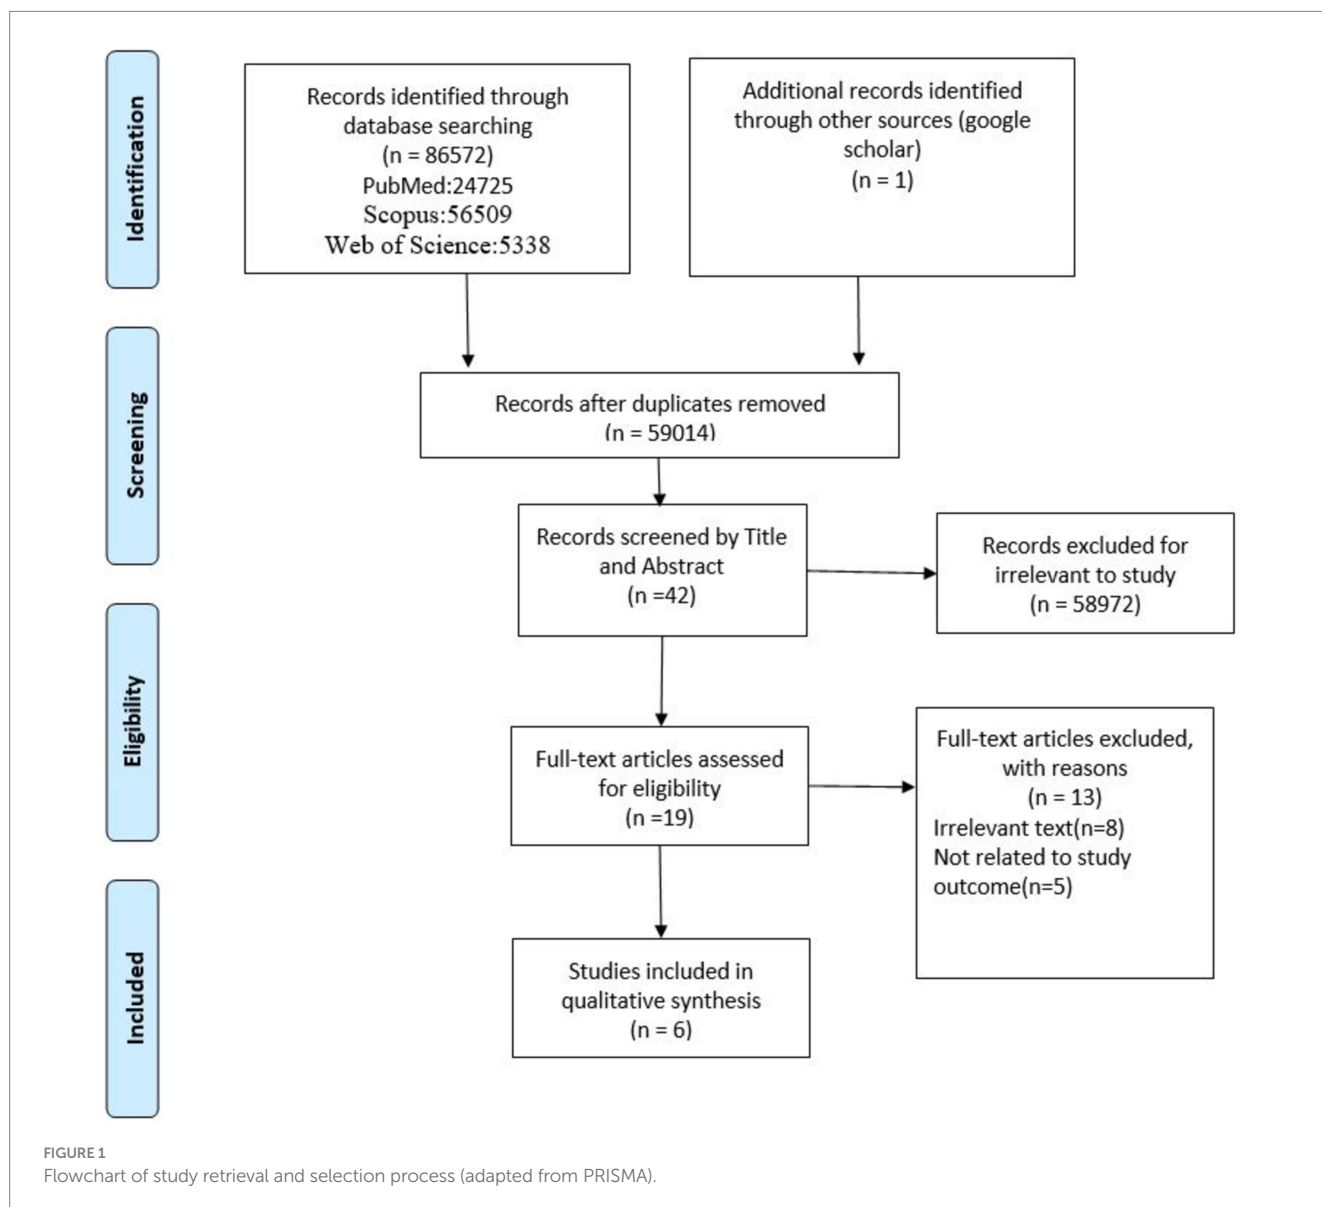 Identification
Records identified through
database searching
(n = 86572)
PubMed:24725
Scopus:56509
Web of Science:5338
Additional records identified
through other sources (google
scholar)
(n = 1)
Screening
Records after duplicates removed
(n = 59014)
Records screened by Title
and Abstract
(n =42)
Records excluded for
irrelevant to study
(n = 58972)
Eligibility
Full-text articles assessed
for eligibility
(n =19)
Full-text articles excluded,
with reasons
(n = 13)
Irrelevant text(n=8)
Not related to study
outcome(n=5)
Included
Studies included in
qualitative synthesis
(n = 6)
FIGURE 1
Flowchart of study retrieval and selection process (adapted from PRISMA).